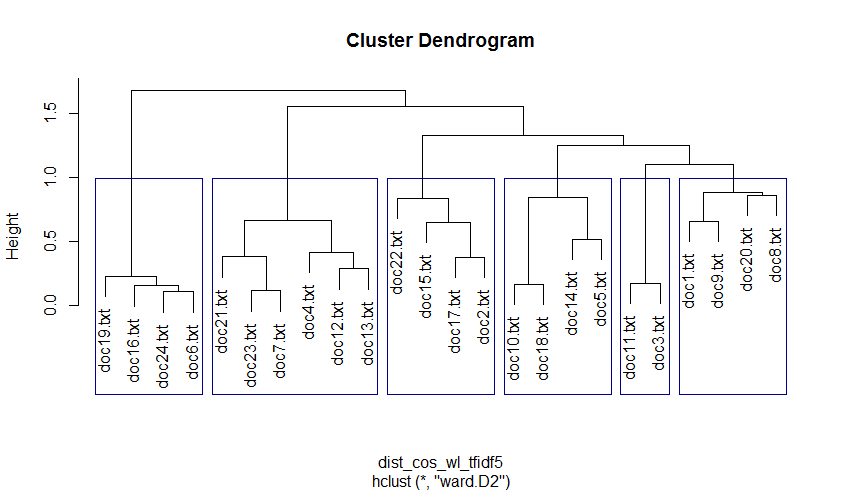 Cluster Dendrogram
Height
0.0
0.5
1.0
1.5
doc19.txt
doc16.txt
doc24.txt
doc6.txt
doc21.txt
doc23.txt
doc7.txt
doc4.txt
doc12.txt
doc13.txt
doc22.txt
doc15.txt
doc17.txt
doc2.txt
doc10.txt
doc18.txt
doc14.txt
doc5.txt
doc11.txt
doc3.txt
doc1.txt
doc9.txt
doc20.txt
doc8.txt
dist_cos_wl_tfidf5
hclust (*, "ward.D2")